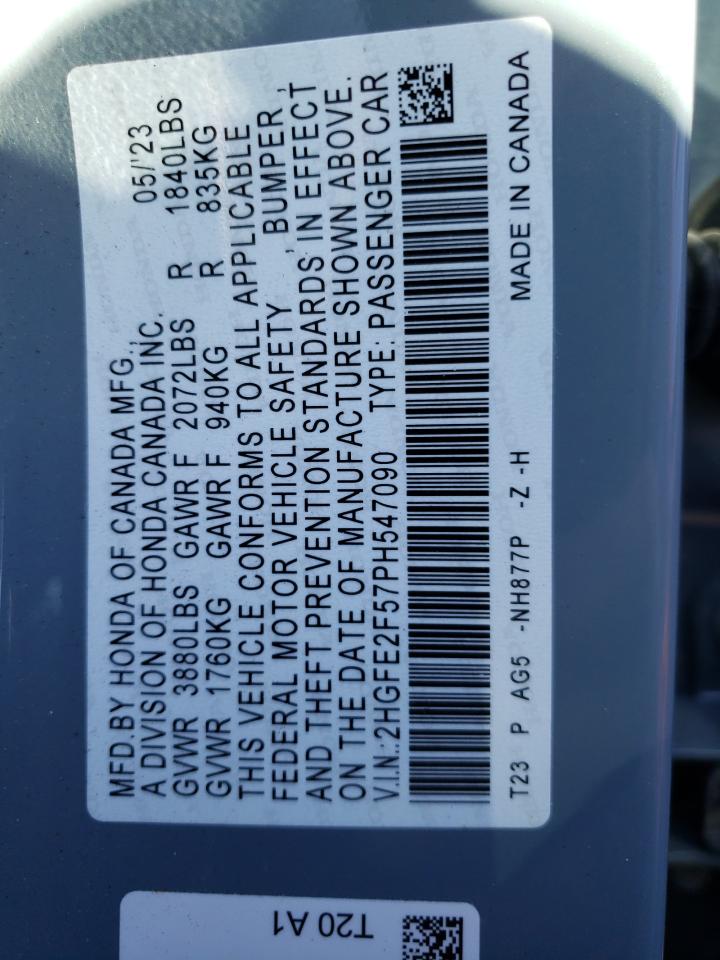 MFD.BY HONDA OF CANADA MFG.,
A DIVISION OF HONDA CANADA INC. 05/'23
GVWR 3880LBS GAWR F 2072LBS R 1840LBS
GVWR 1760KG GAWR F 940KG R 835KG
THIS VEHICLE CONFORMS TO ALL APPLICABLE
FEDERAL MOTOR VEHICLE SAFETY , BUMPER ,
AND THEFT PREVENTION STANDARDS IN EFFECT
ON THE DATE OF MANUFACTURE SHOWN ABOVE.
V.I.N.:2HGFE2F57PH547090 TYPE: PASSENGER CAR
T23 P AG5 -NH877P -Z -H MADE IN CANADA
T20 A1